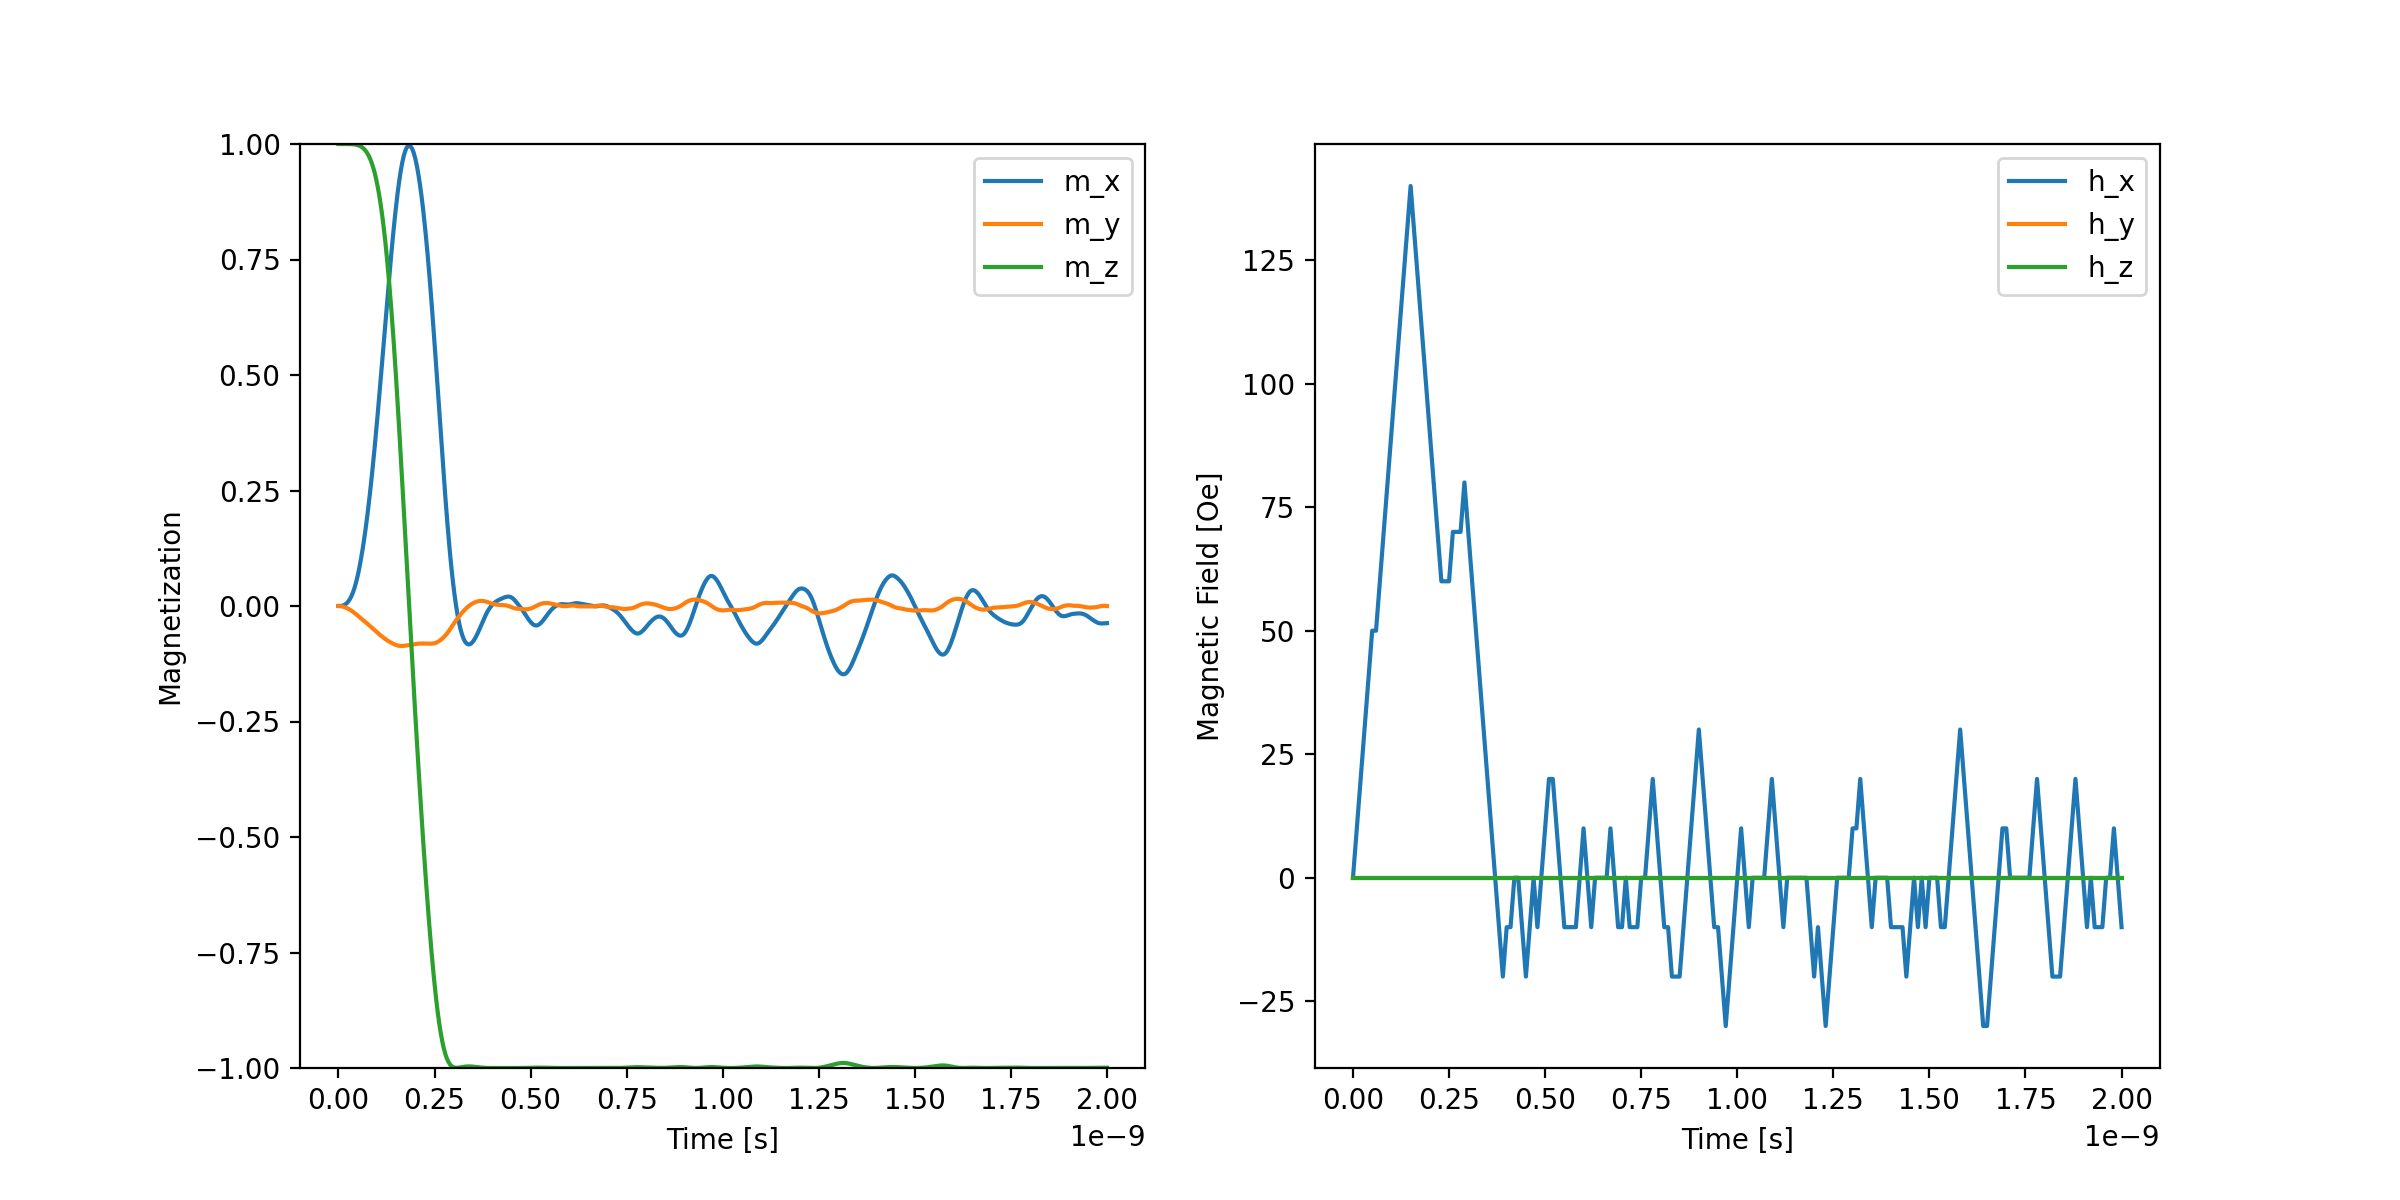 1.00
0.75
0.50
0.25
0.00
−0.25
−0.50
−0.75
−1.00
Magnetization
m_x
m_y
m_z
0.00 0.25 0.50 0.75 1.00 1.25 1.50 1.75 2.00
Time [s]
1e−9
125
100
75
50
25
0
−25
Magnetic Field [Oe]
h_x
h_y
h_z
0.00 0.25 0.50 0.75 1.00 1.25 1.50 1.75 2.00
Time [s]
1e−9